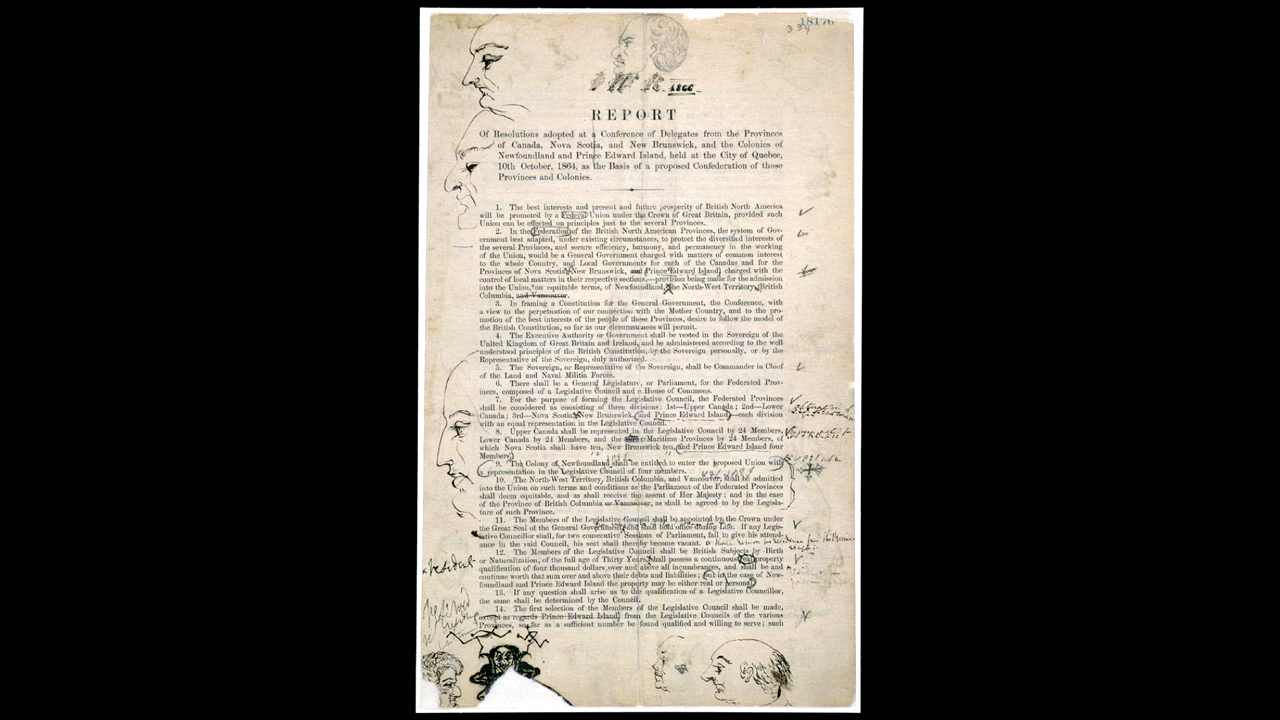 18170
334
1866
REPORT
Of Resolutions adopted at a Conference of Delegates from the Provinces
of Canada, Nova Scotia, and New Brunswick, and the Colonies of
Newfoundland and Prince Edward Island, held at the City of Quebec,
10th October, 1864, as the Basis of a proposed Confederation of those
Provinces and Colonies.
1. The best interests and present and future prosperity of British North America
will be promoted by a Federal Union under the Crown of Great Britain, provided such
Union can be effected on principles just to the several Provinces.
2. In the Federation of the British North American Provinces, the system of Gov-
ernment best adapted, under existing circumstances, to protect the diversified interests of
the several Provinces, and secure efficiency, harmony, and permanency in the working
of the Union, would be a General Government charged with matters of common interest
to the whole Country, and Local Governments for each of the Canadas and for the
Provinces of Nova Scotia, New Brunswick, and Prince Edward Island, charged with the
control of local matters in their respective sections,—provision being made for the admission
into the Union, on equitable terms, of Newfoundland, the North-West Territory, British
Columbia, and Vancouver.
3. In framing a Constitution for the General Government, the Conference, with
a view to the perpetuation of our connection with the Mother Country, and to the pro-
motion of the best interests of the people of these Provinces, desire to follow the model of
the British Constitution, so far as our circumstances will permit.
4. The Executive Authority or Government shall be vested in the Sovereign of the
United Kingdom of Great Britain and Ireland, and be administered according to the well
understood principles of the British Constitution, by the Sovereign personally, or by the
Representative of the Sovereign, duly authorized.
5. The Sovereign, or Representative of the Sovereign, shall be Commander in Chief
of the Land and Naval Militia Forces.
6. There shall be a General Legislature, or Parliament, for the Federated Prov-
inces, composed of a Legislative Council and a House of Commons.
7. For the purpose of forming the Legislative Council, the Federated Provinces
shall be considered as consisting of three divisions: 1st—Upper Canada; 2nd—Lower
Canada; 3rd—Nova Scotia, New Brunswick, and Prince Edward Island,—each division
with an equal representation in the Legislative Council.
8. Upper Canada shall be represented in the Legislative Council by 24 Members,
Lower Canada by 24 Members, and the Maritime Provinces by 24 Members, of
which Nova Scotia shall have ten, New Brunswick ten, and Prince Edward Island four
Members.
9. The Colony of Newfoundland shall be entitled to enter the proposed Union with
a representation in the Legislative Council of four members.
10. The North-West Territory, British Columbia, and Vancouver, shall be admitted
into the Union on such terms and conditions as the Parliament of the Federated Provinces
shall deem equitable, and as shall receive the assent of Her Majesty; and in the case
of the Province of British Columbia or Vancouver, as shall be agreed to by the Legisla-
ture of such Province.
11. The Members of the Legislative Council shall be appointed by the Crown under
the Great Seal of the General Government, and shall hold office during Life. If any Legis-
lative Councillor shall, for two consecutive Sessions of Parliament, fail to give his attend-
ance in the said Council, his seat shall thereby become vacant.
12. The Members of the Legislative Council shall be British Subjects by Birth
or Naturalization, of the full age of Thirty Years, shall possess a continuous real property
qualification of four thousand dollars over and above all incumbrances, and shall be and
continue worth that sum over and above their debts and liabilities; but in the case of New-
foundland and Prince Edward Island the property may be either real or personal.
13. If any question shall arise as to the qualification of a Legislative Councillor,
the same shall be determined by the Council.
14. The first selection of the Members of the Legislative Council shall be made,
except as regards Prince Edward Island, from the Legislative Councils of the various
Provinces, so far as a sufficient number be found qualified and willing to serve; such